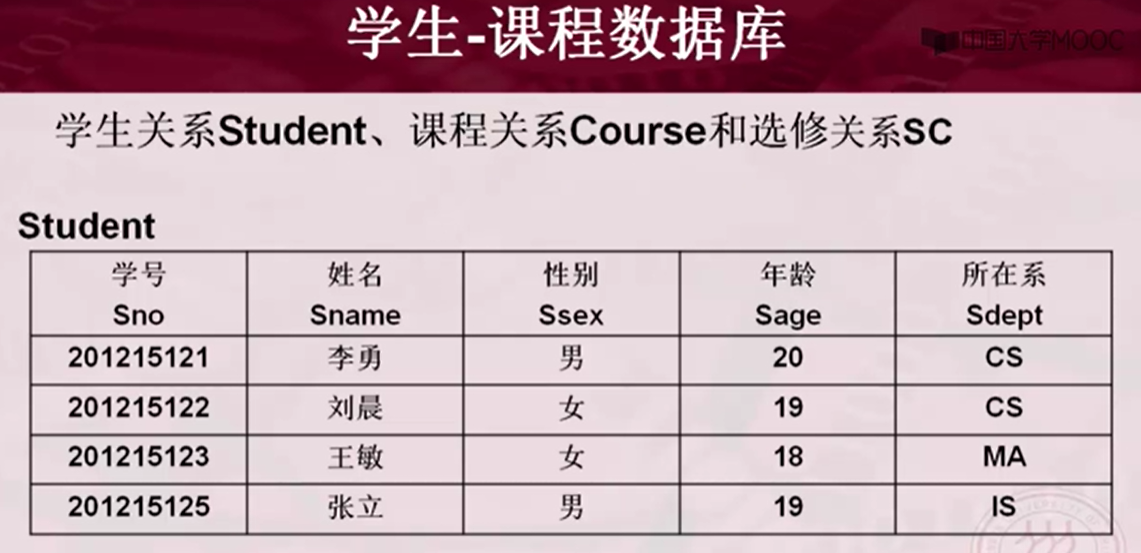 学生-课程数据库
中国大学MOOC
学生关系Student、课程关系Course和选修关系SC
Student
学号 姓名 性别 年龄 所在系
Sno Sname Ssex Sage Sdept
201215121 李勇 男 20 CS
201215122 刘晨 女 19 CS
201215123 王敏 女 18 MA
201215125 张立 男 19 IS